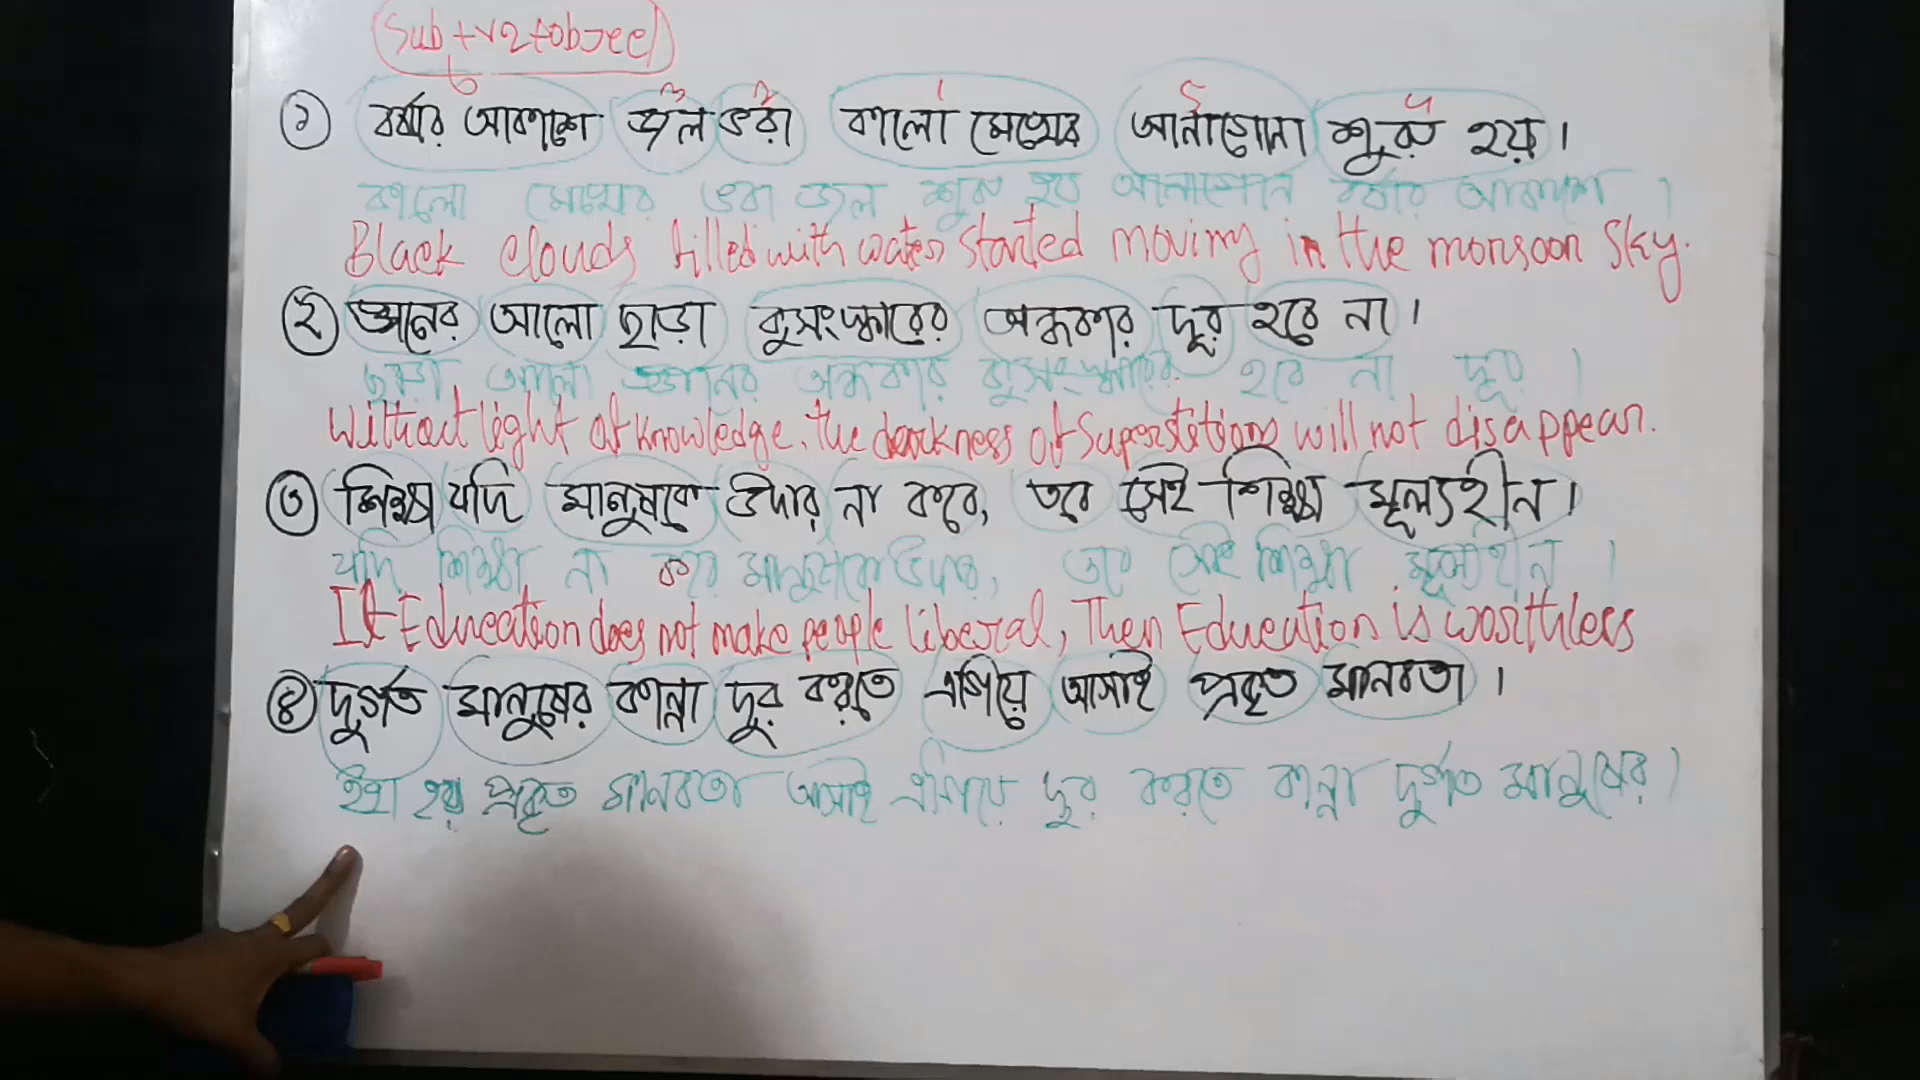 Sub + v2 + object
১ বর্ষার আকাশে জল ভরা কালো মেঘের আনাগোনা শুরু হয়।
কালো মেঘের ভরা জল শুরু হয় আনাগোনা বর্ষার আকাশে।
Black clouds filled with water started moving in the monsoon sky.
২ জ্ঞানের আলো ছাড়া কুসংস্কারের অন্ধকার দূর হবে না।
ছাড়া আলো জ্ঞানের অন্ধকার কুসংস্কারের হবে না দূর।
Without light of knowledge, the darkness of Superstitions will not disappear.
৩ শিক্ষা যদি মানুষকে উদার না করে, তবে সেই শিক্ষা মূল্যহীন।
যদি শিক্ষা না করে মানুষকে উদার, তবে সেই শিক্ষা মূল্যহীন।
If Education does not make people liberal, Then Education is worthless
৪ দুর্গত মানুষের কান্না দূর করতে এগিয়ে আসাই প্রকৃত মানবতা।
ইহা হয় প্রকৃত মানবতা আসাই এগিয়ে দূর করতে কান্না দুর্গত মানুষের।